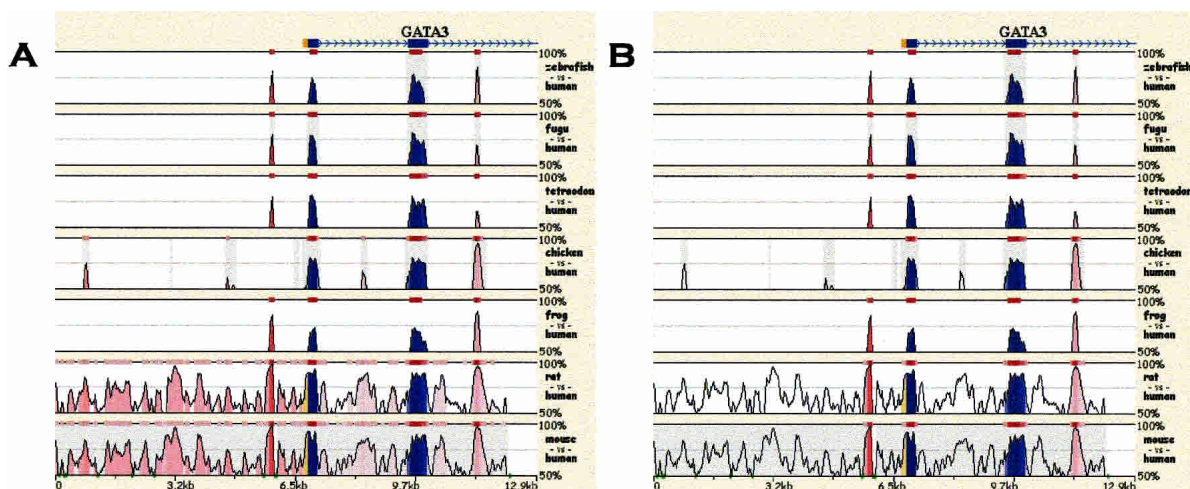 A
GATA3
100%
zebrafish
- vs -
human
50%
100%
fugu
- vs -
human
50%
100%
tetraodon
- vs -
human
50%
100%
chicken
- vs -
human
50%
100%
frog
- vs -
human
50%
100%
rat
- vs -
human
50%
100%
mouse
- vs -
human
50%
0 3.2kb 6.5kb 9.7kb 12.9kb
B
GATA3
100%
zebrafish
- vs -
human
50%
100%
fugu
- vs -
human
50%
100%
tetraodon
- vs -
human
50%
100%
chicken
- vs -
human
50%
100%
frog
- vs -
human
50%
100%
rat
- vs -
human
50%
100%
mouse
- vs -
human
50%
0 3.2kb 6.5kb 9.7kb 12.9kb